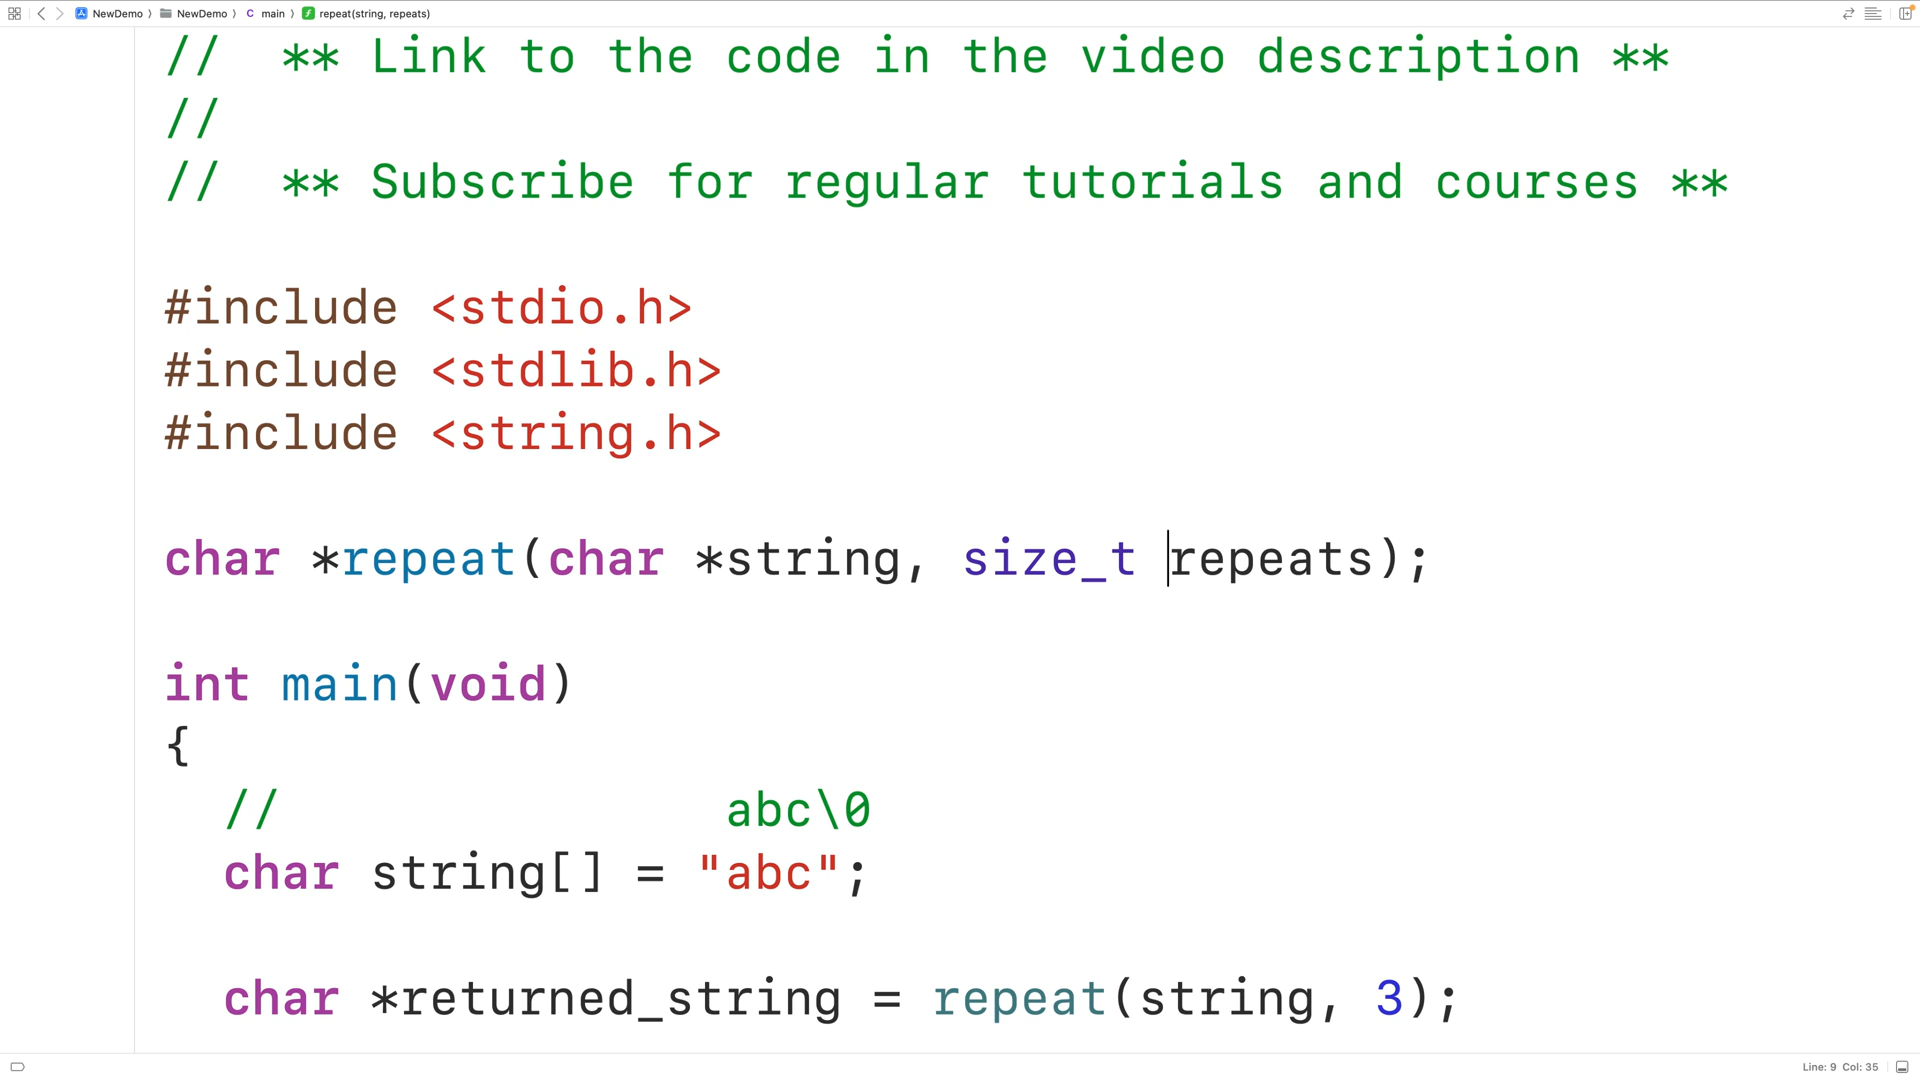 NewDemo 〉 NewDemo 〉 C main 〉 f repeat(string, repeats)
//  ** Link to the code in the video description **
//
//  ** Subscribe for regular tutorials and courses **
#include <stdio.h>
#include <stdlib.h>
#include <string.h>
char *repeat(char *string, size_t repeats);
int main(void)
{
  //               abc\0
  char string[] = "abc";
  char *returned_string = repeat(string, 3);
Line: 9 Col: 35